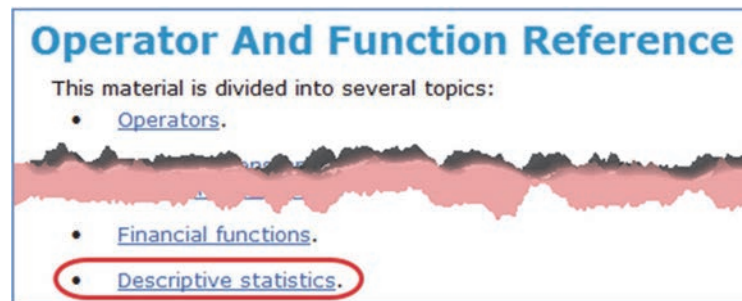 Operator And Function Reference
This material is divided into several topics:
• Operators.
• Financial functions.
• Descriptive statistics.